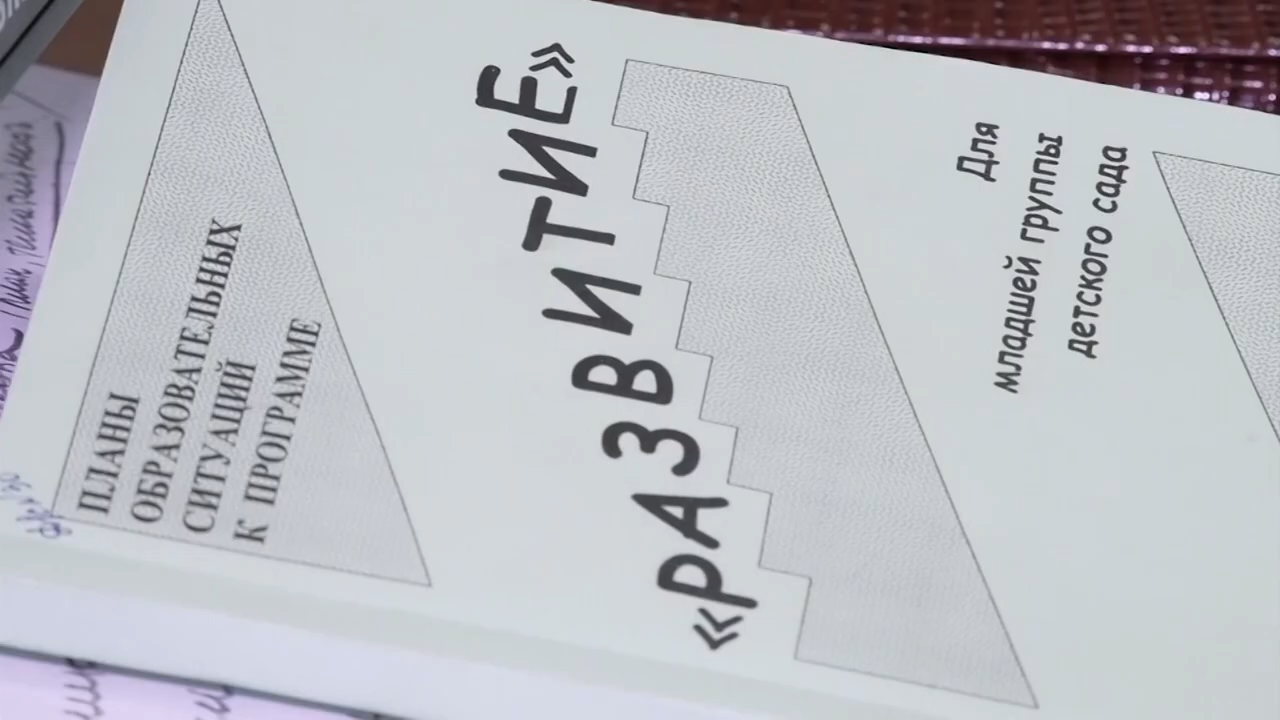 ПЛАНЫ
ОБРАЗОВАТЕЛЬНЫХ
СИТУАЦИЙ
К ПРОГРАММЕ
«РАЗВИТИЕ»
Для
младшей группы
детского сада